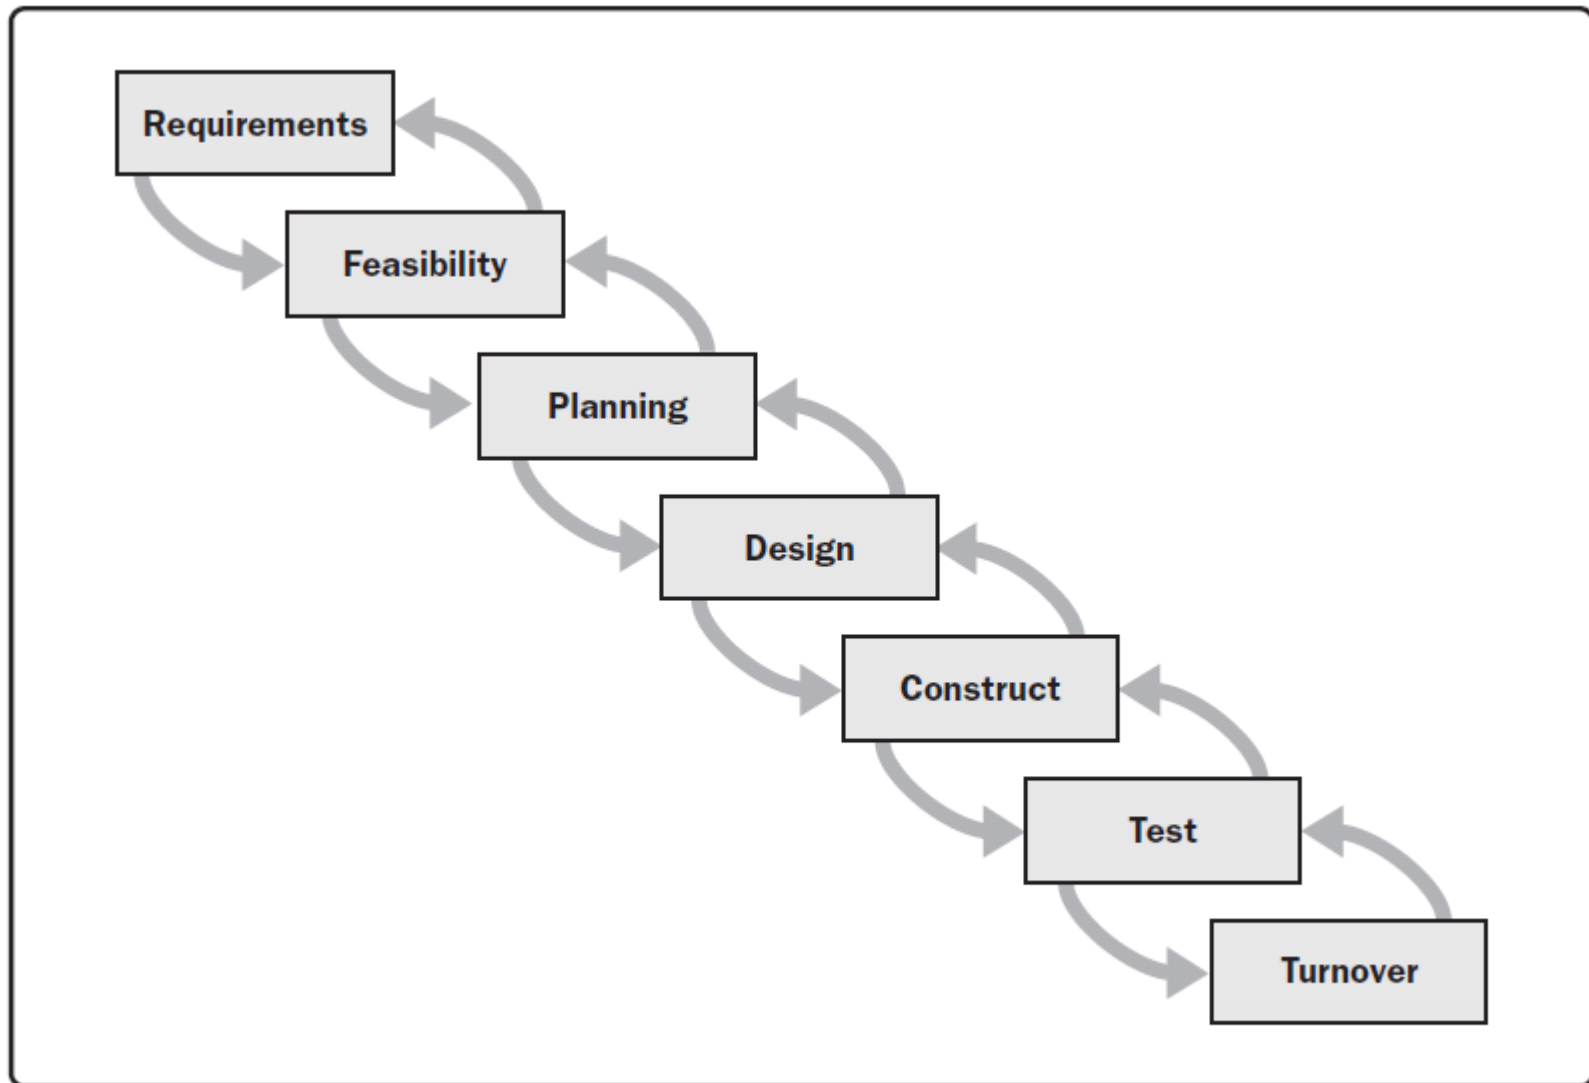 Requirements
Feasibility
Planning
Design
Construct
Test
Turnover